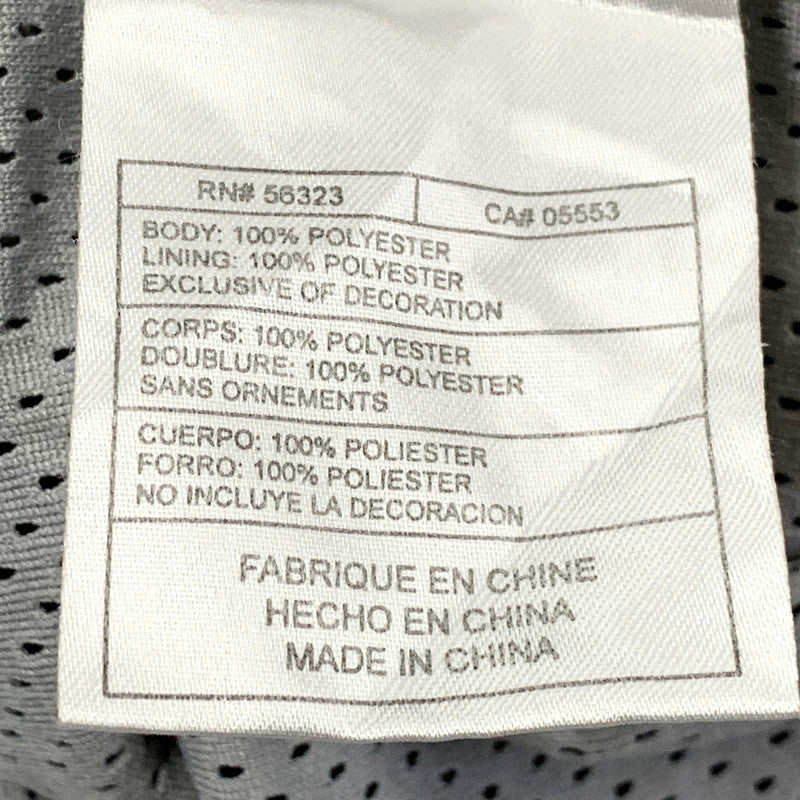 RN# 56323
CA# 05553
BODY: 100% POLYESTER
LINING: 100% POLYESTER
EXCLUSIVE OF DECORATION
CORPS: 100% POLYESTER
DOUBLURE: 100% POLYESTER
SANS ORNEMENTS
CUERPO: 100% POLIESTER
FORRO: 100% POLIESTER
NO INCLUYE LA DECORACION
FABRIQUE EN CHINE
HECHO EN CHINA
MADE IN CHINA